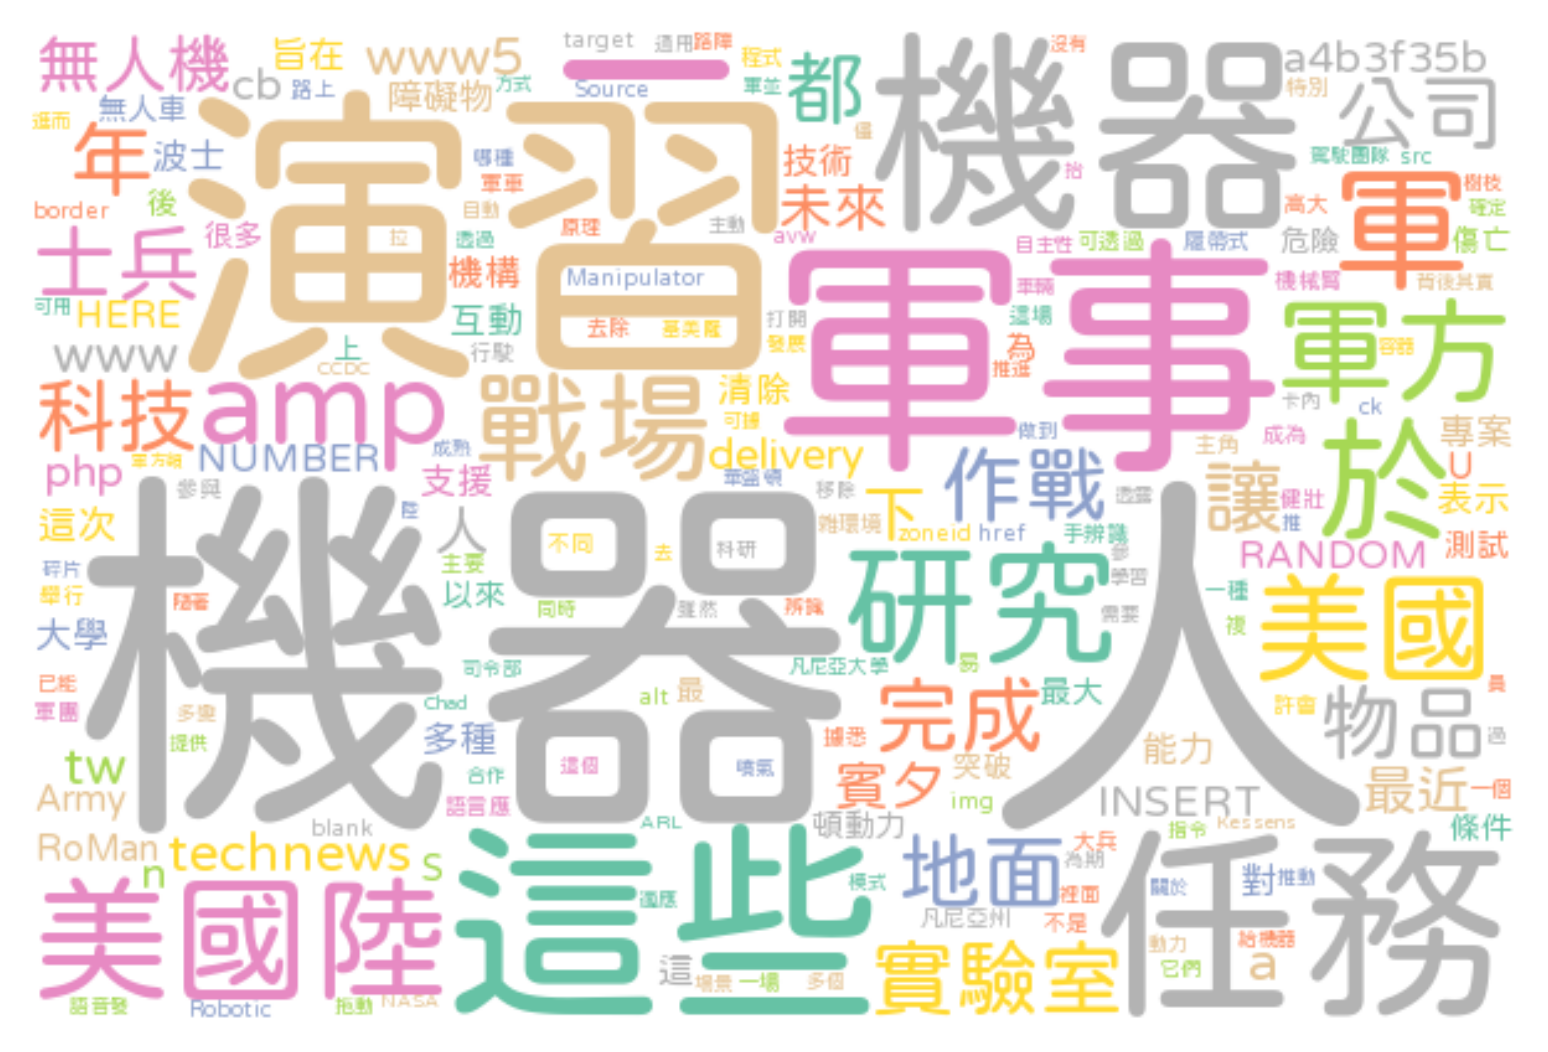 無人機
旨在
www5
target
適用
路障
程式
沒有
a4b3f35b
cb
路上
障礙物
方式
Source
軍並
都
機器
特別
公司
無人車
進而
年
波士
演習
哪種
軍車
技術
駕駛團隊
src
border
後
自動
原理
主動
未來
抬
高大
軍
樹枝
確定
士兵
很多
拉
透過
avw
自主性
可透過
履帶式
危險
傷亡
機構
Manipulator
軍事
車輛
機械臂
背後其實
可用
HERE
互動
去除
基美隆
打開
這場
軍方
www
上
CCDC
行駛
發展
為
推進
容器
科技
amp
戰場
清除
可據
卡內
ck
NUMBER
成熟
delivery
做到
主角
成為
於
專案
php
軍方略
支援
華盛頓
作戰
讓
U
這次
參與
陸
人
移除
下
透露
健壯
表示
機器人
主要
不同
去
科研
雜環境
zoneid
href
手辨識
推
RANDOM
測試
碎片
舉行
隨著
以來
同時
雖然
辨識
研究
學習
需要
一種
美國
大學
複
司令部
凡尼亞大學
易
已能
軍團
多變
Chad
alt
最
完成
最大
員
許會
物品
過
提供
多種
這個
噴氣
據悉
能力
tw
合作
賓夕
突破
Army
語言應
img
INSERT
最近
一個
blank
ARL
頓動力
指令
Kessens
條件
RoMan
technews
n
S
這些
地面
大兵
為期
任務
關於
對
推動
美國陸
適應
模式
凡尼亞州
裡面
不是
給機器
動力
它們
a
實驗室
這
場景
一場
多個
語音發
Robotic
拖動
NASA